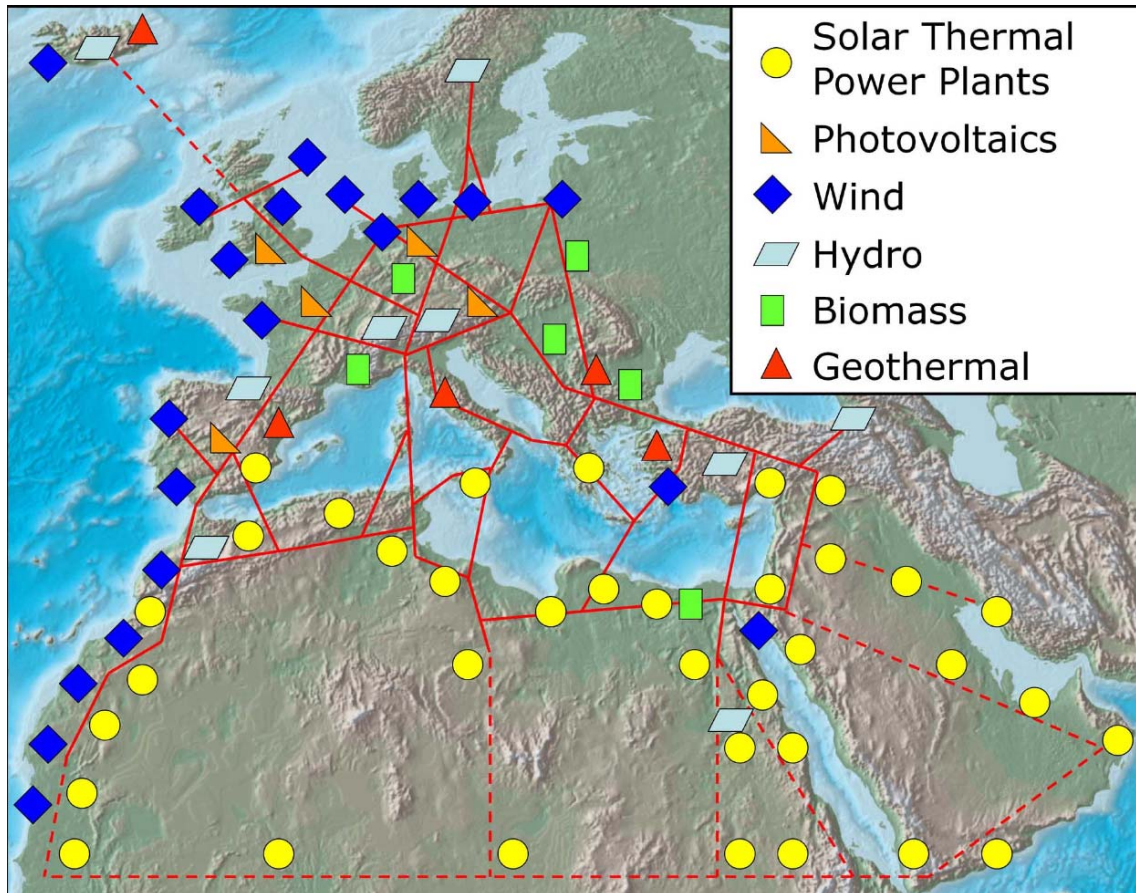 Solar Thermal
Power Plants
Photovoltaics
Wind
Hydro
Biomass
Geothermal